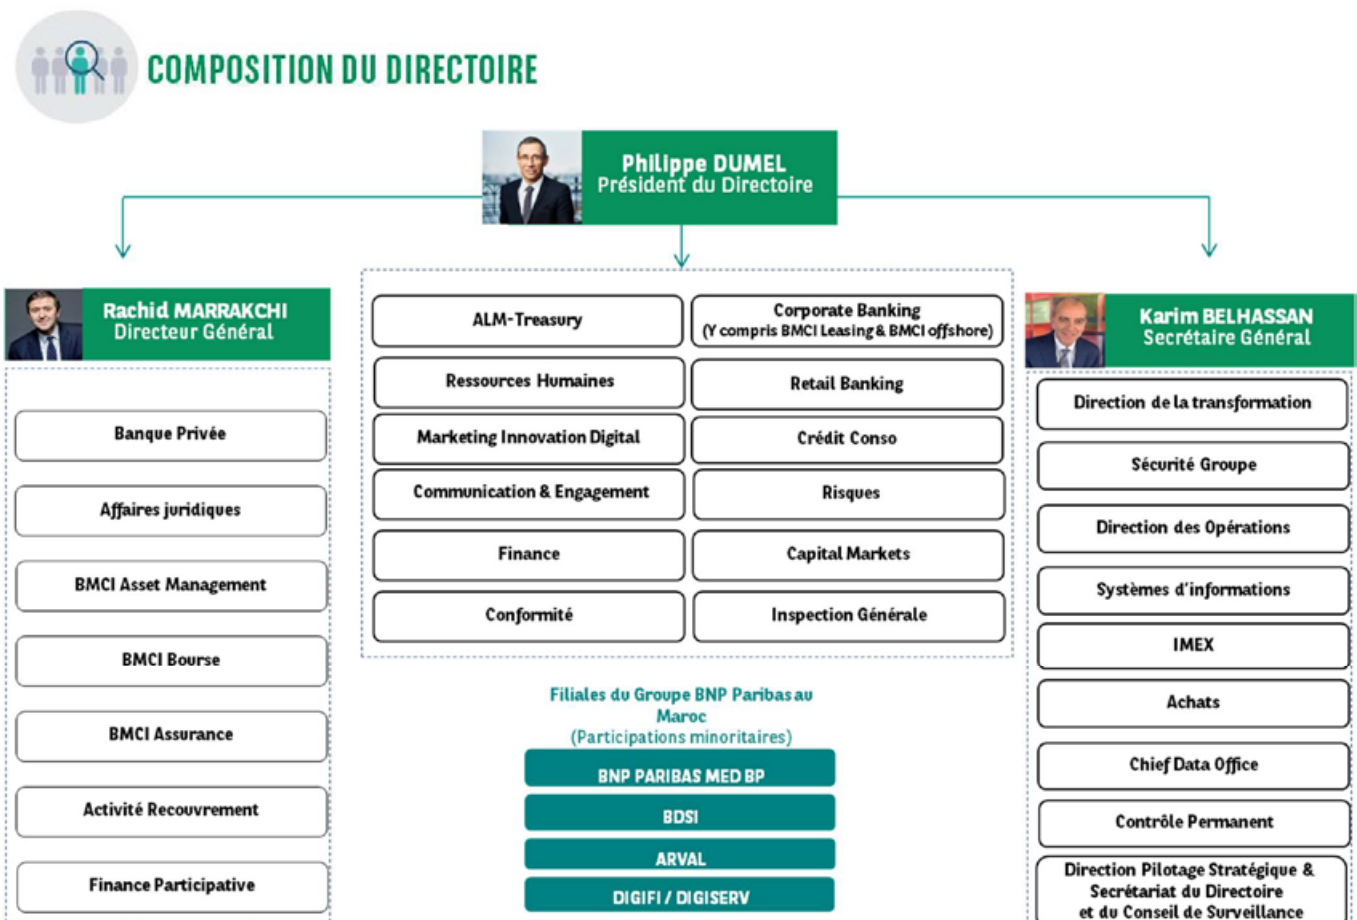 COMPOSITION DU DIRECTOIRE
Philippe DUMEL
Président du Directoire
Rachid MARRAKCHI
Directeur Général
Banque Privée
Affaires juridiques
BMCI Asset Management
BMCI Bourse
BMCI Assurance
Activité Recouvrement
Finance Participative
ALM-Treasury
Corporate Banking
(Y compris BMCI Leasing & BMCI offshore)
Ressources Humaines
Retail Banking
Marketing Innovation Digital
Crédit Conso
Communication & Engagement
Risques
Finance
Capital Markets
Conformité
Inspection Générale
Filiales du Groupe BNP Paribas au
Maroc
(Participations minoritaires)
BNP PARIBAS MED BP
BDSI
ARVAL
DIGIFI / DIGISERV
Karim BELHASSAN
Secrétaire Général
Direction de la transformation
Sécurité Groupe
Direction des Opérations
Systèmes d'informations
IMEX
Achats
Chief Data Office
Contrôle Permanent
Direction Pilotage Stratégique &
Secrétariat du Directoire
et du Conseil de Surveillance